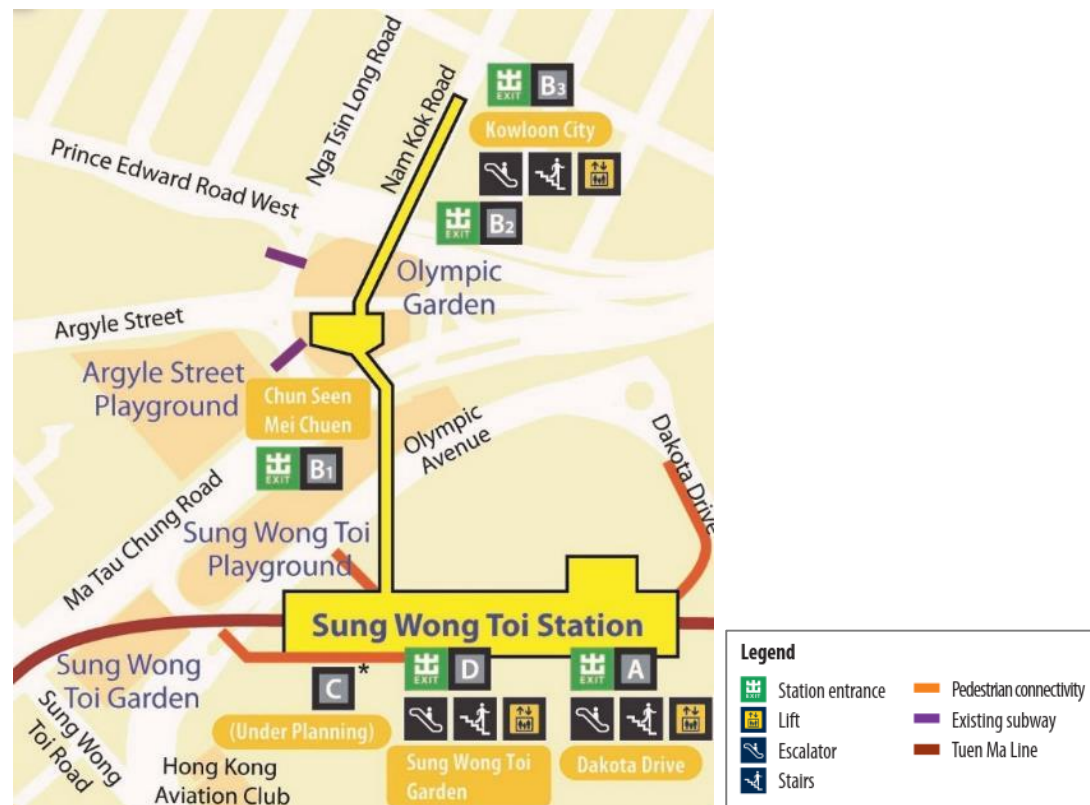 Nga Tsin Long Road
Nam Kok Road
EXIT B3
Kowloon City
Prince Edward Road West
EXIT B2
Olympic
Garden
Argyle Street
Argyle Street
Playground
Chun Seen
Mei Chuen
EXIT B1
Olympic
Avenue
Dakota Drive
Ma Tau Chung Road
Sung Wong Toi
Playground
Sung Wong Toi Station
Sung Wong
Toi Garden
C*
(Under Planning)
EXIT D
Sung Wong Toi
Garden
EXIT A
Dakota Drive
Sung Wong
Toi Road
Hong Kong
Aviation Club
Legend
EXIT Station entrance
Lift
Escalator
Stairs
Pedestrian connectivity
Existing subway
Tuen Ma Line